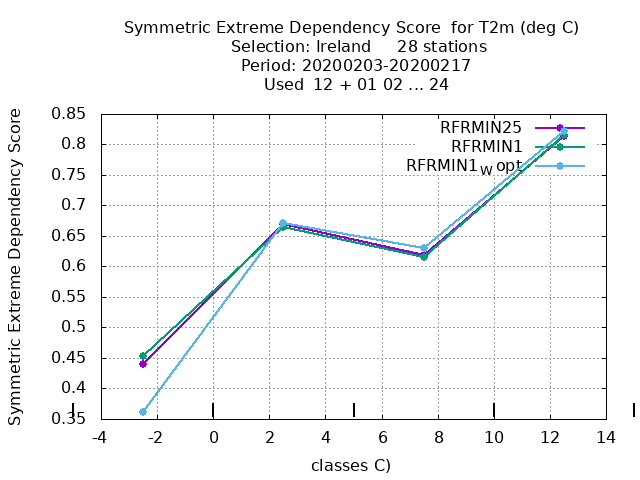 Symmetric Extreme Dependency Score  for T2m (deg C)
Selection: Ireland     28 stations
Period: 20200203-20200217
Used  12 + 01 02 ... 24
Symmetric Extreme Dependency Score
0.85
0.8
0.75
0.7
0.65
0.6
0.55
0.5
0.45
0.4
0.35
RFRMIN25
RFRMIN1
RFRMIN1W opt
-4 -2 0 2 4 6 8 10 12 14
classes C)